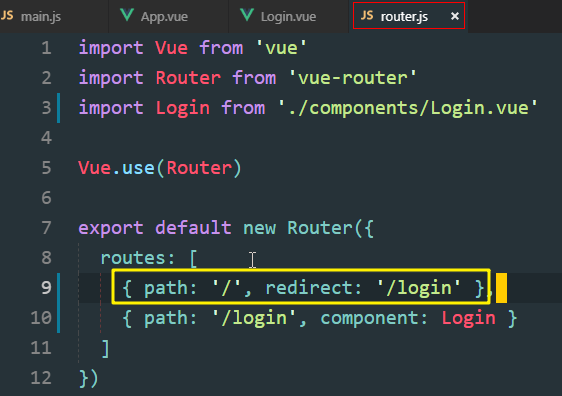 JS main.js App.vue Login.vue JS router.js ×
1 import Vue from 'vue'
2 import Router from 'vue-router'
3 import Login from './components/Login.vue'
4
5 Vue.use(Router)
6
7 export default new Router({
8 routes: [
9 { path: '/', redirect: '/login' },
10 { path: '/login', component: Login }
11 ]
12 })